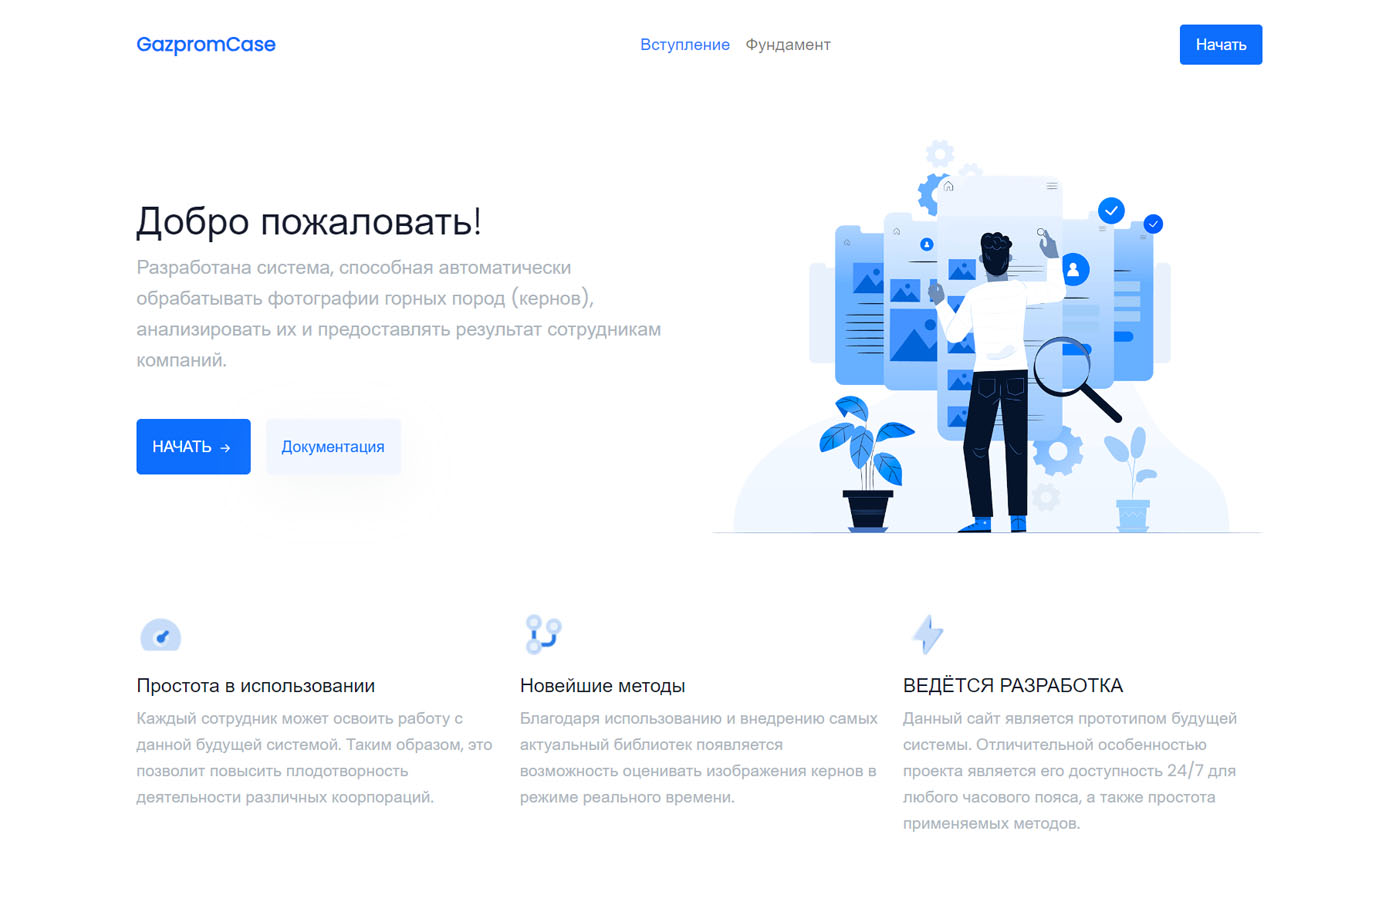 GazpromCase
Вступление Фундамент
Начать
Добро пожаловать!
Разработана система, способная автоматически
обрабатывать фотографии горных пород (кернов),
анализировать их и предоставлять результат сотрудникам
компаний.
НАЧАТЬ →
Документация
Простота в использовании
Каждый сотрудник может освоить работу с
данной будущей системой. Таким образом, это
позволит повысить плодотворность
деятельности различных коорпораций.
Новейшие методы
Благодаря использованию и внедрению самых
актуальный библиотек появляется
возможность оценивать изображения кернов в
режиме реального времени.
ВЕДЁТСЯ РАЗРАБОТКА
Данный сайт является прототипом будущей
системы. Отличительной особенностью
проекта является его доступность 24/7 для
любого часового пояса, а также простота
применяемых методов.